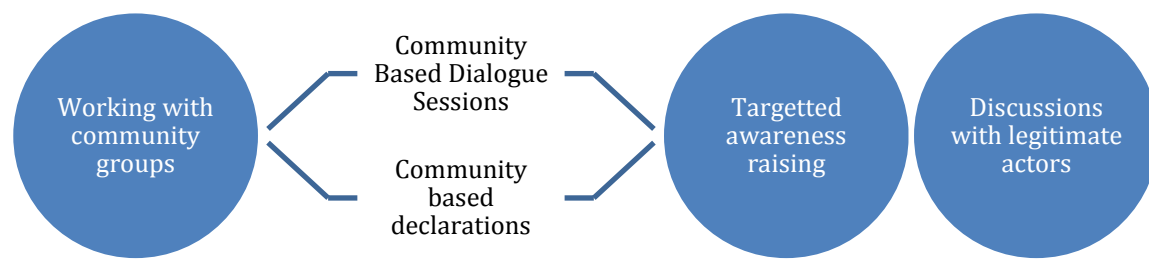 Working with
community
groups
Community
Based Dialogue
Sessions
Community
based
declarations
Targetted
awareness
raising
Discussions
with legitimate
actors